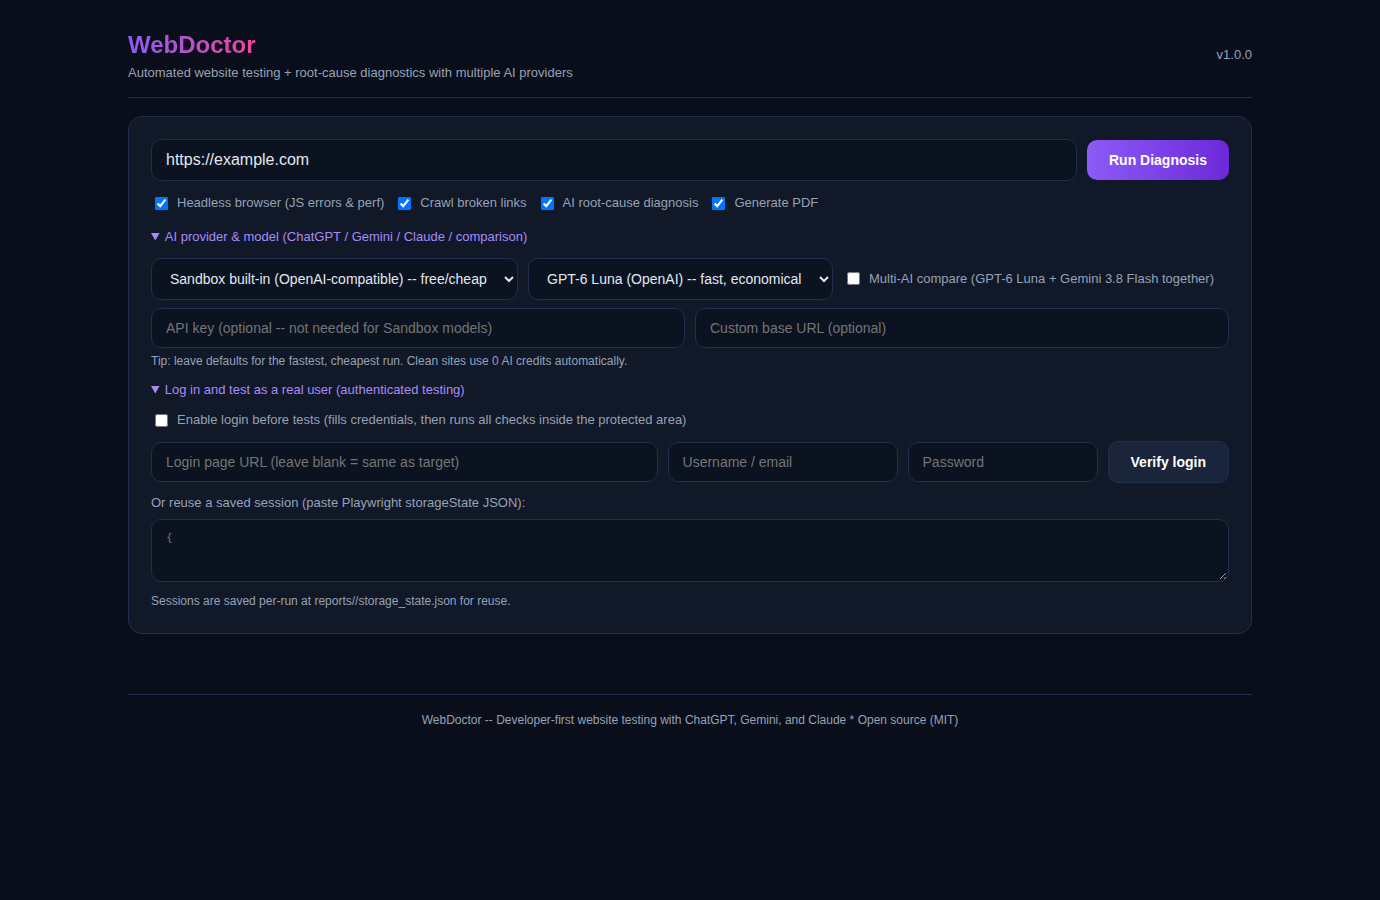 WebDoctor
Automated website testing + root-cause diagnostics with multiple AI providers
v1.0.0
https://example.com
Run Diagnosis
Headless browser (JS errors & perf) Crawl broken links AI root-cause diagnosis Generate PDF
AI provider & model (ChatGPT / Gemini / Claude / comparison)
Sandbox built-in (OpenAI-compatible) -- free/cheap GPT-6 Luna (OpenAI) -- fast, economical Multi-AI compare (GPT-6 Luna + Gemini 3.8 Flash together)
API key (optional -- not needed for Sandbox models) Custom base URL (optional)
Tip: leave defaults for the fastest, cheapest run. Clean sites use 0 AI credits automatically.
Log in and test as a real user (authenticated testing)
Enable login before tests (fills credentials, then runs all checks inside the protected area)
Login page URL (leave blank = same as target) Username / email Password Verify login
Or reuse a saved session (paste Playwright storageState JSON):
{
Sessions are saved per-run at reports//storage_state.json for reuse.
WebDoctor -- Developer-first website testing with ChatGPT, Gemini, and Claude * Open source (MIT)